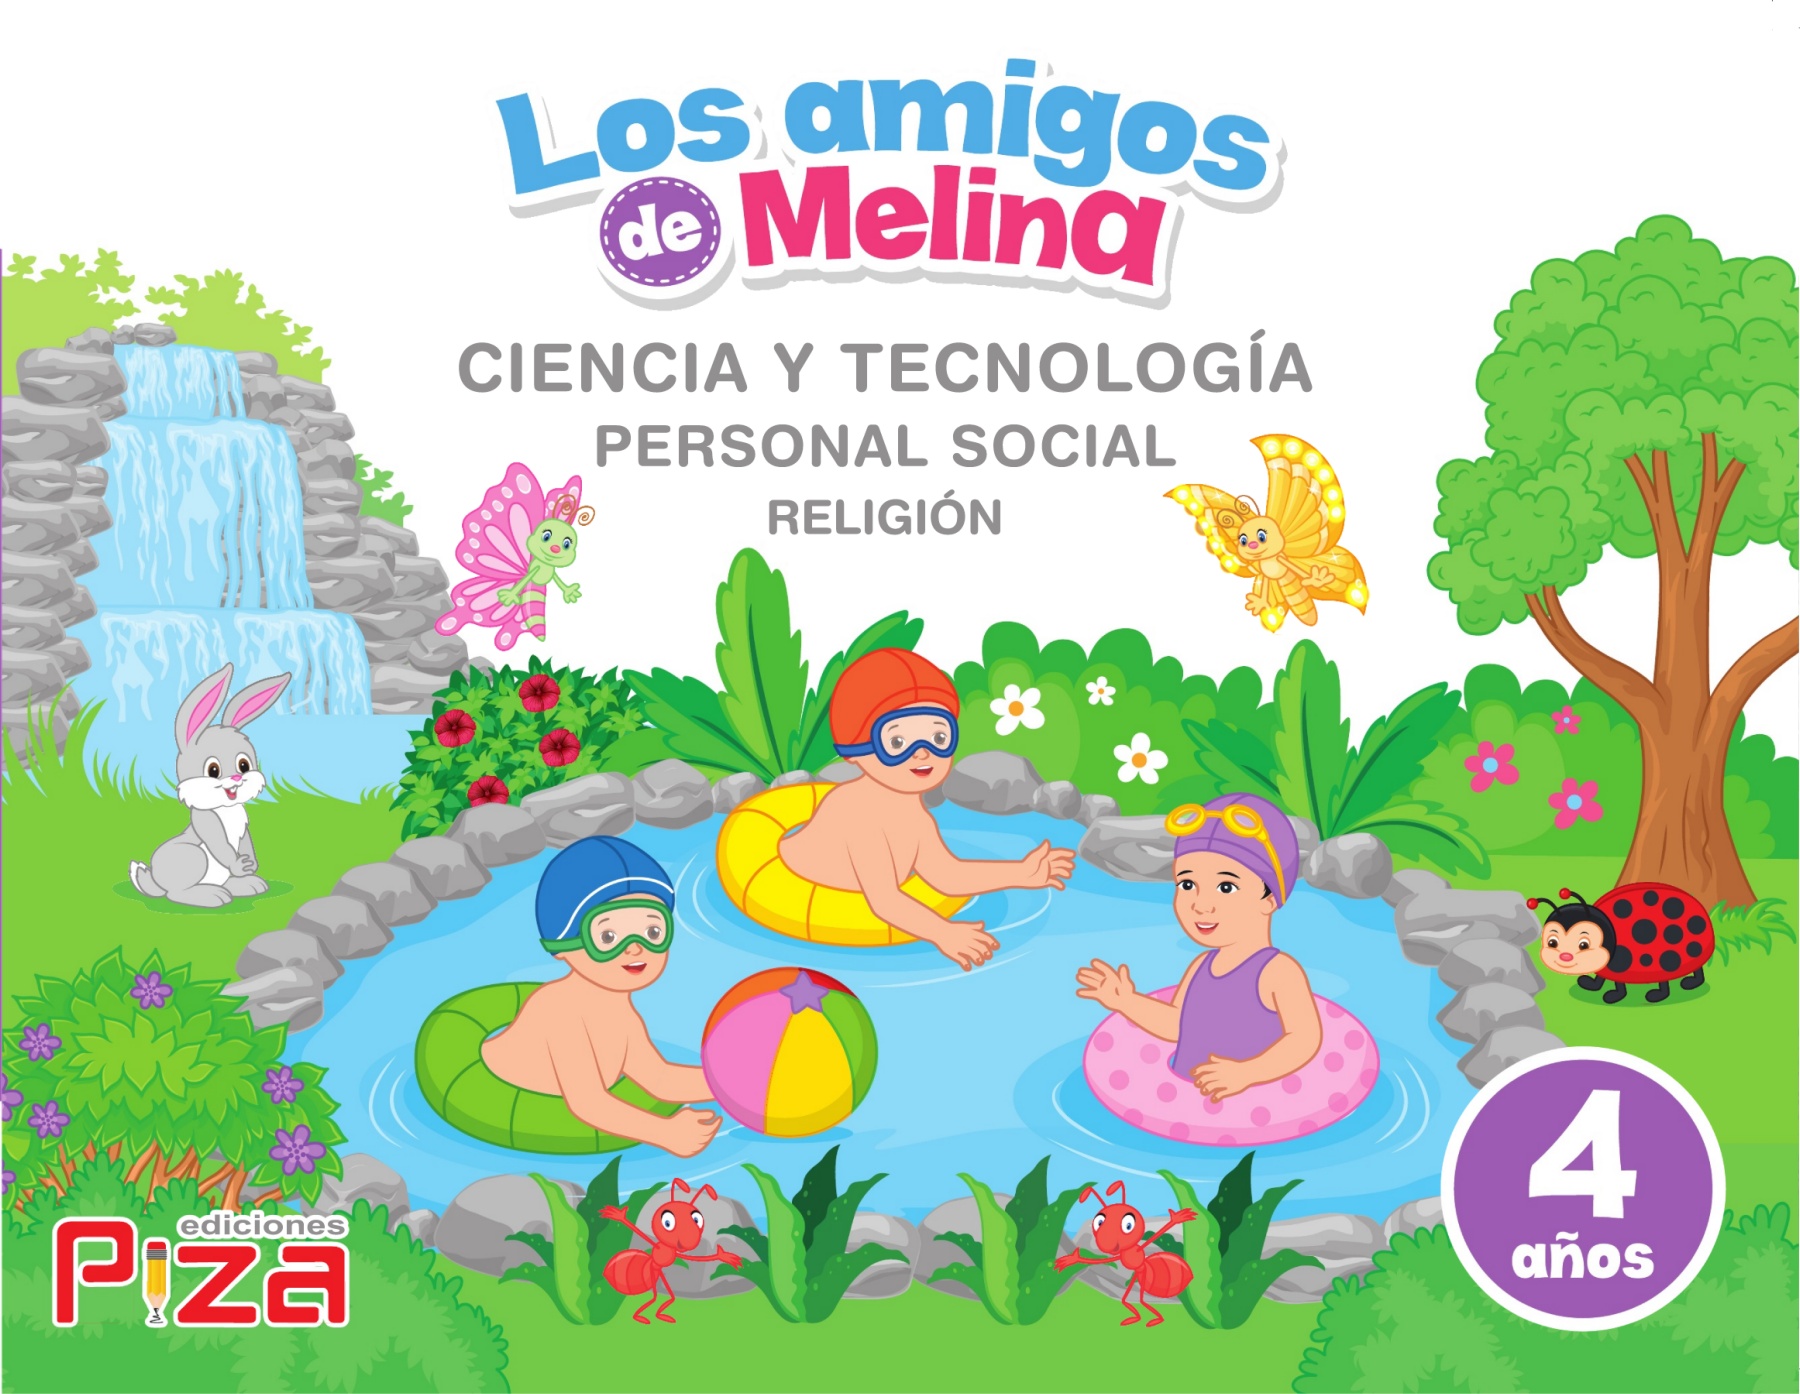 Los amigos
de Melina
CIENCIA Y TECNOLOGÍA
PERSONAL SOCIAL
RELIGIÓN
ediciones
Piza
4
años